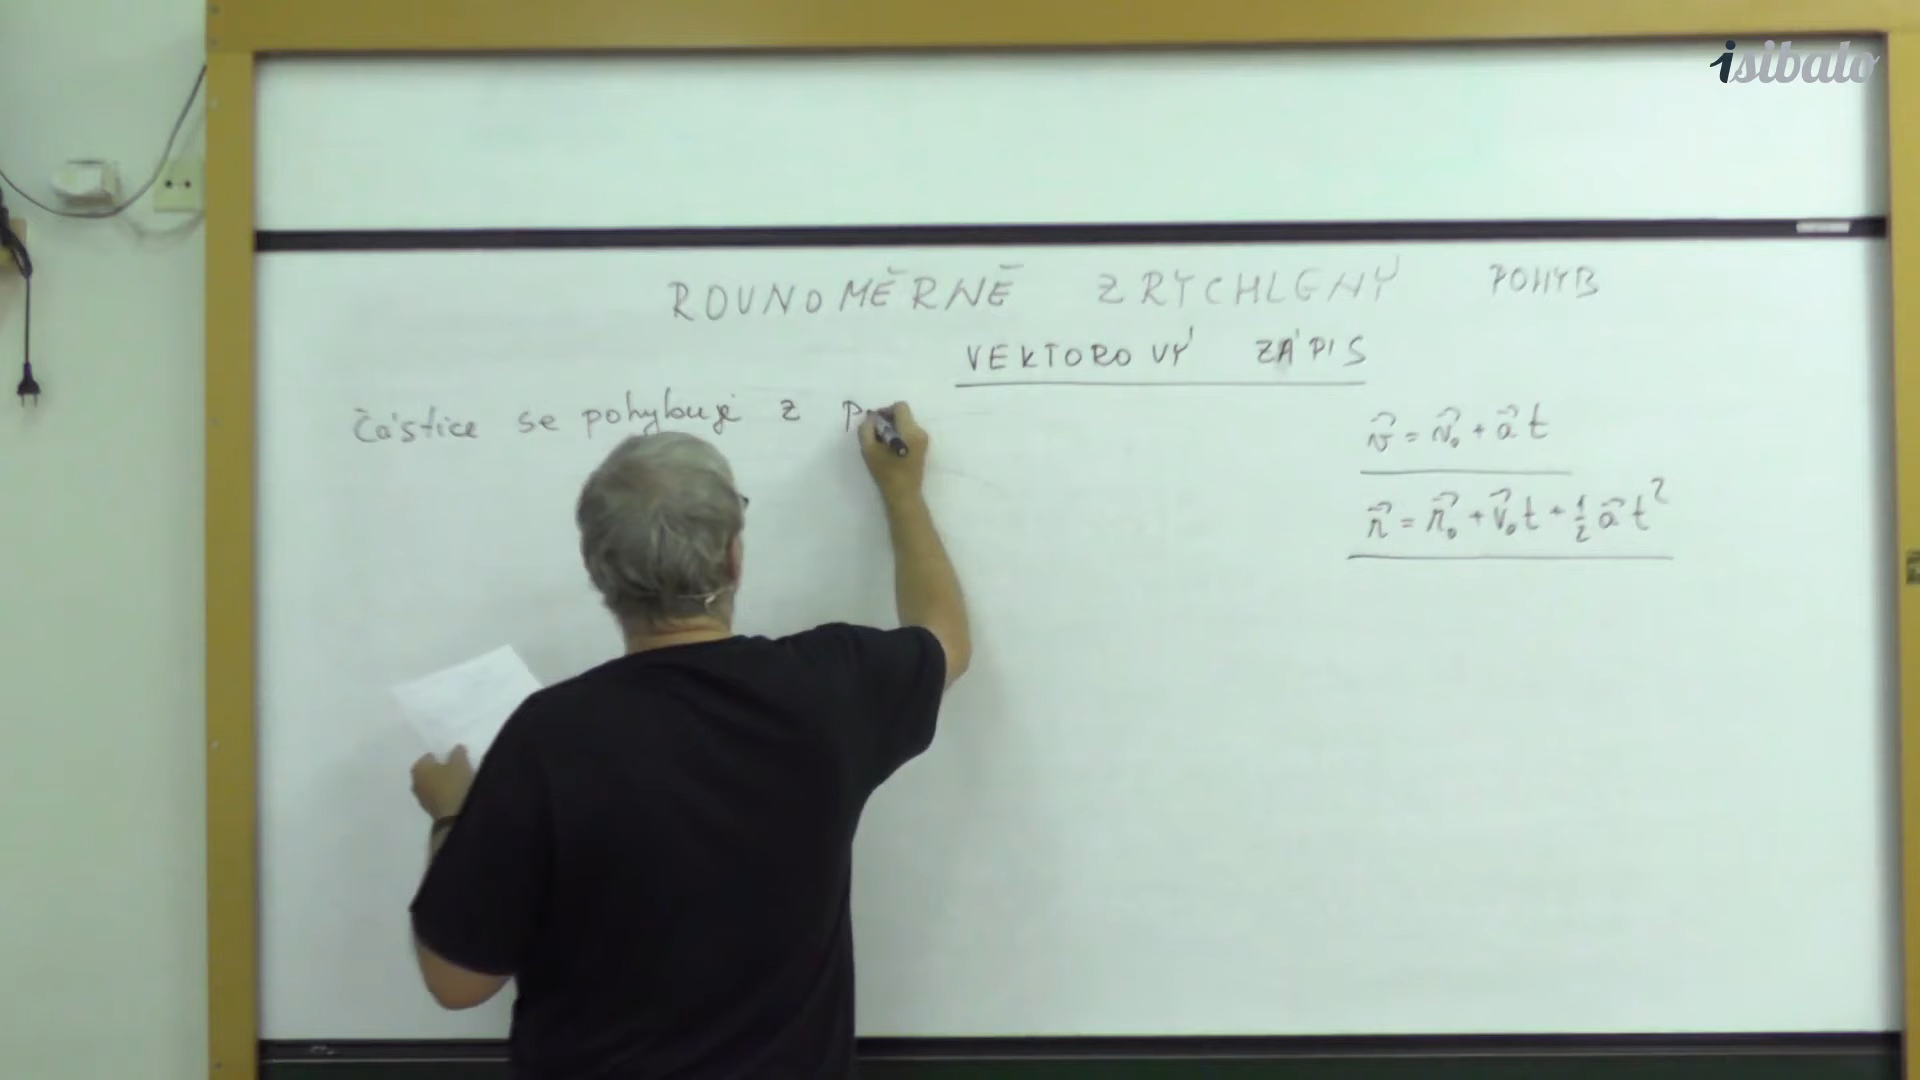 isibalo
ROVNOMĚRNĚ ZRYCHLENÝ POHYB
VEKTOROVÝ ZÁPIS
Částice se pohybuje z
v⃗ = v⃗₀ + a⃗ t
r⃗ = r⃗₀ + v⃗₀ t + ½ a⃗ t²